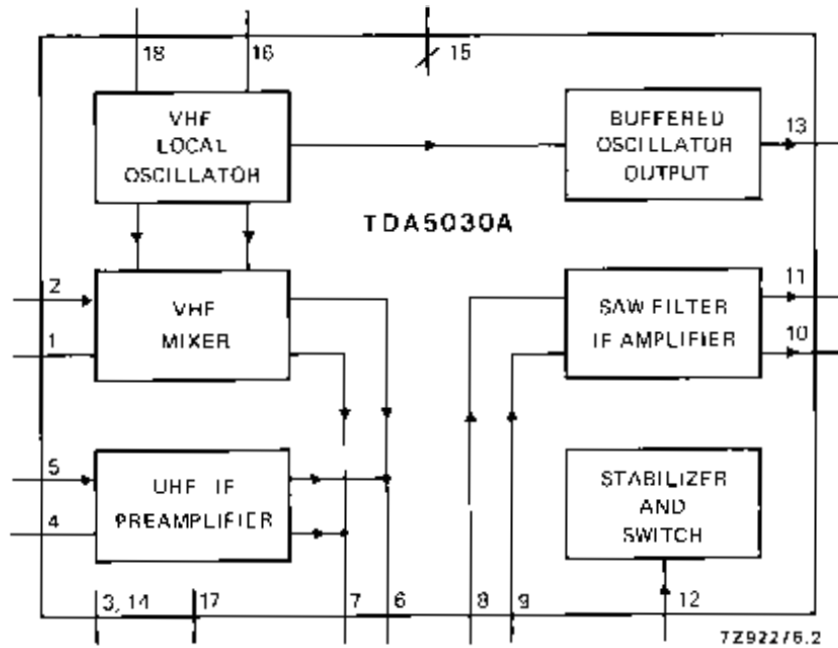 18 16 15
VHF
LOCAL
OSCILLATOR
BUFFERED
OSCILLATOR
OUTPUT
13
TDA5030A
2
1
VHF
MIXER
SAW FILTER
IF AMPLIFIER
11
10
5
4
UHF IF
PREAMPLIFIER
STABILIZER
AND
SWITCH
3, 14 17 7 6 8 9 12
7Z92276.2